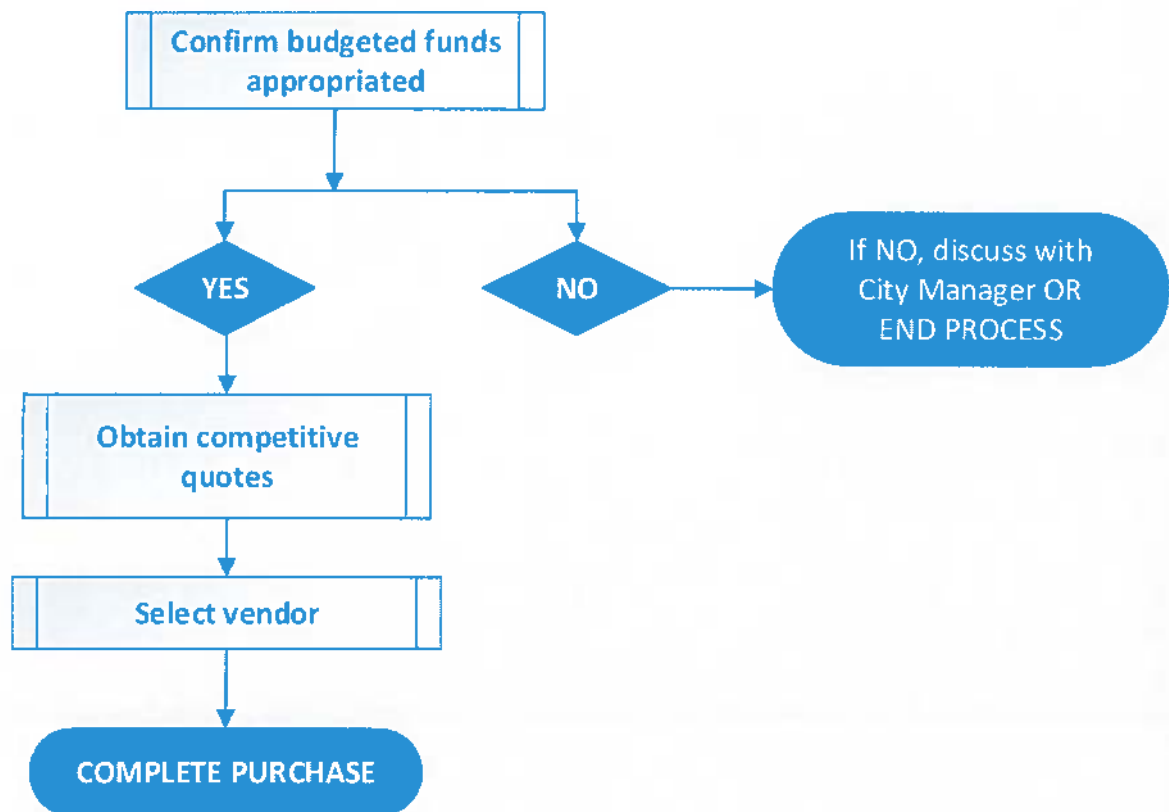 Confirm budgeted funds
appropriated
YES
NO
If NO, discuss with
City Manager OR
END PROCESS
Obtain competitive
quotes
Select vendor
COMPLETE PURCHASE